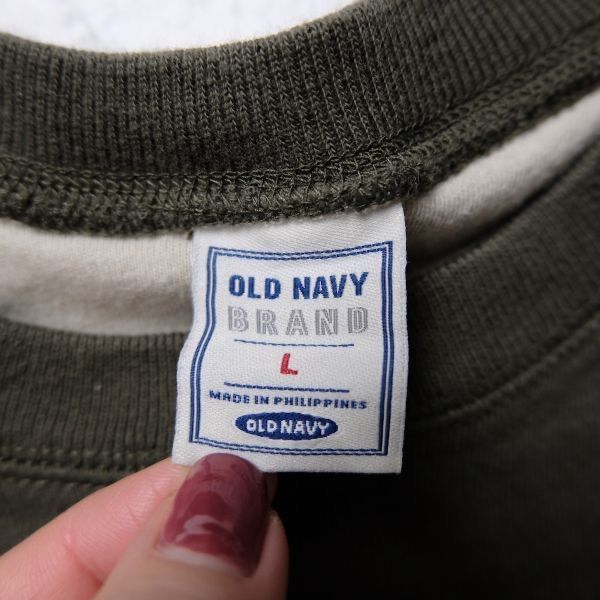 OLD NAVY
BRAND
L
MADE IN PHILIPPINES
OLD NAVY